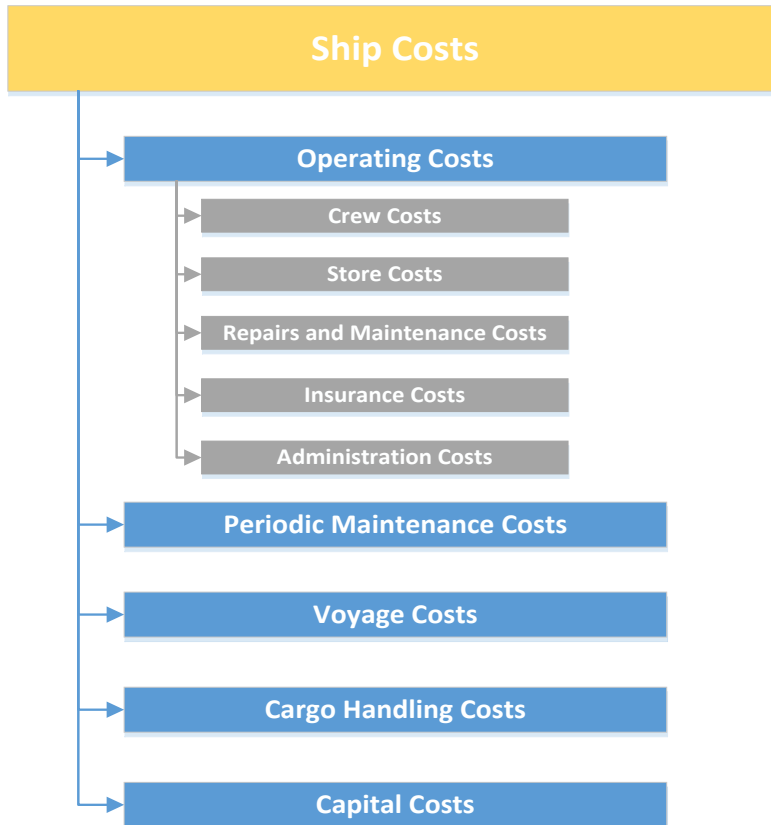 Ship Costs
Operating Costs
Crew Costs
Store Costs
Repairs and Maintenance Costs
Insurance Costs
Administration Costs
Periodic Maintenance Costs
Voyage Costs
Cargo Handling Costs
Capital Costs